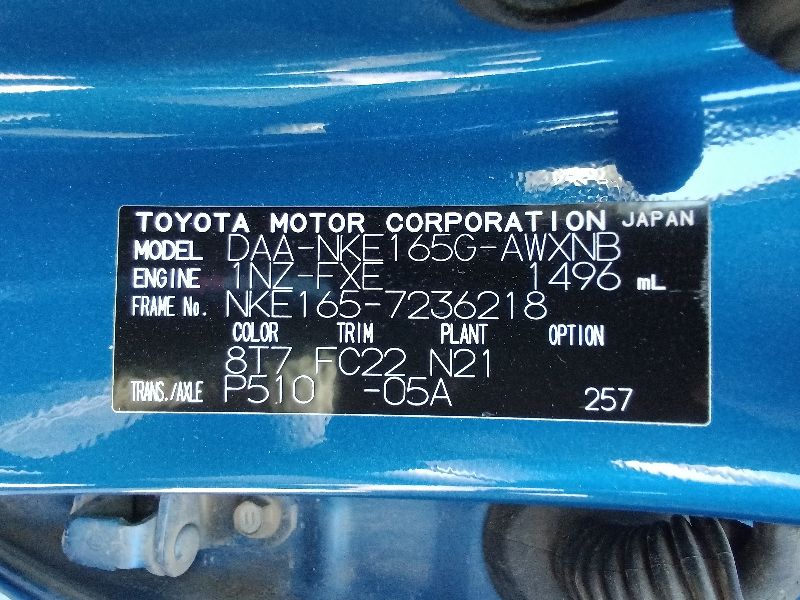 TOYOTA MOTOR CORPORATION JAPAN
MODEL DAA-NKE165G-AWXNB
ENGINE 1NZ-FXE 1496 mL
FRAME No. NKE165-7236218
COLOR TRIM PLANT OPTION
8T7 FC22 N21
TRANS./AXLE P510 -05A 257